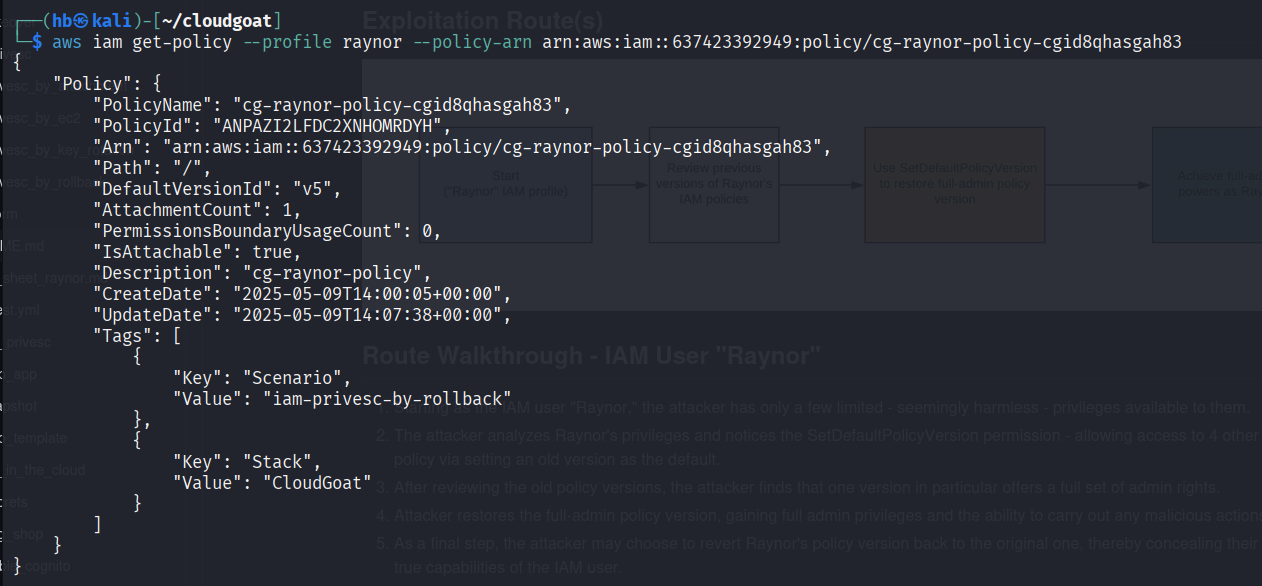 ┌──(hb㉿kali)-[~/cloudgoat]
└─$ aws iam get-policy --profile raynor --policy-arn arn:aws:iam::637423392949:policy/cg-raynor-policy-cgid8qhasgah83
{
    "Policy": {
        "PolicyName": "cg-raynor-policy-cgid8qhasgah83",
        "PolicyId": "ANPAZI2LFDC2XNHOMRDYH",
        "Arn": "arn:aws:iam::637423392949:policy/cg-raynor-policy-cgid8qhasgah83",
        "Path": "/",
        "DefaultVersionId": "v5",
        "AttachmentCount": 1,
        "PermissionsBoundaryUsageCount": 0,
        "IsAttachable": true,
        "Description": "cg-raynor-policy",
        "CreateDate": "2025-05-09T14:00:05+00:00",
        "UpdateDate": "2025-05-09T14:07:38+00:00",
        "Tags": [
            {
                "Key": "Scenario",
                "Value": "iam-privesc-by-rollback"
            },
            {
                "Key": "Stack",
                "Value": "CloudGoat"
            }
        ]
    }
}
Exploitation Route(s)
Start
("Raynor" IAM profile)
Review previous
versions of Raynor's
IAM policies
Use SetDefaultPolicyVersion
to restore full-admin policy
version
Achieve full-
powers as
Route Walkthrough - IAM User "Raynor"
1. Starting as the IAM user "Raynor," the attacker has only a few limited - seemingly harmless - privileges available to them.
2. The attacker analyzes Raynor's privileges and notices the SetDefaultPolicyVersion permission - allowing access to 4 other
policy via setting an old version as the default.
3. After reviewing the old policy versions, the attacker finds that one version in particular offers a full set of admin rights.
4. Attacker restores the full-admin policy version, gaining full admin privileges and the ability to carry out any malicious
5. As a final step, the attacker may choose to revert Raynor's policy version back to the original one, thereby concealing their
true capabilities of the IAM user.